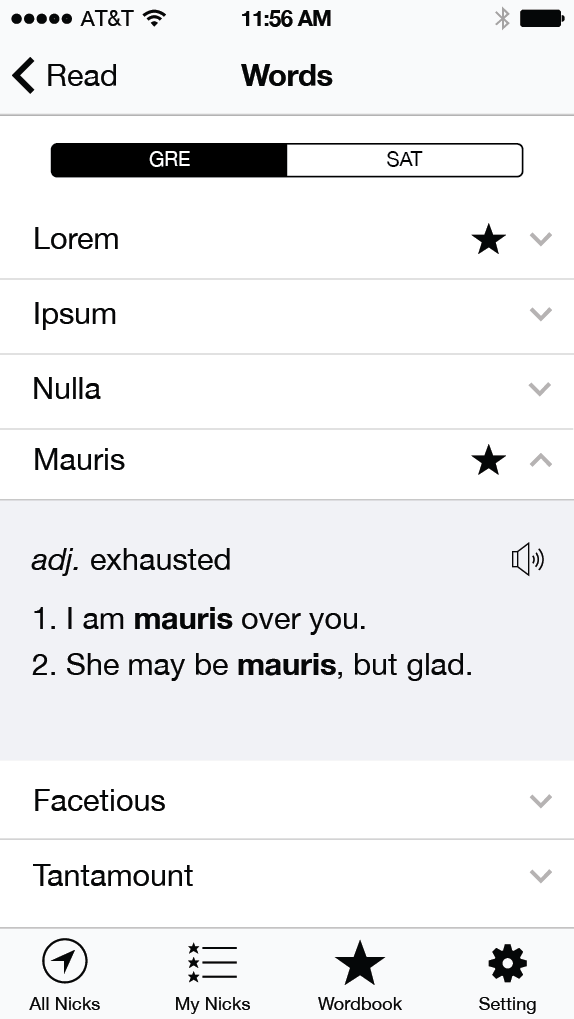 AT&T 11:56 AM
Read Words
GRE SAT
Lorem
Ipsum
Nulla
Mauris
adj. exhausted
1. I am mauris over you.
2. She may be mauris, but glad.
Facetious
Tantamount
All Nicks My Nicks Wordbook Setting